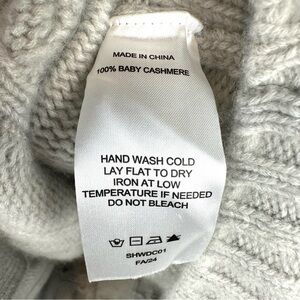 MADE IN CHINA
100% BABY CASHMERE
HAND WASH COLD
LAY FLAT TO DRY
IRON AT LOW
TEMPERATURE IF NEEDED
DO NOT BLEACH
SHWDC01
FA/24